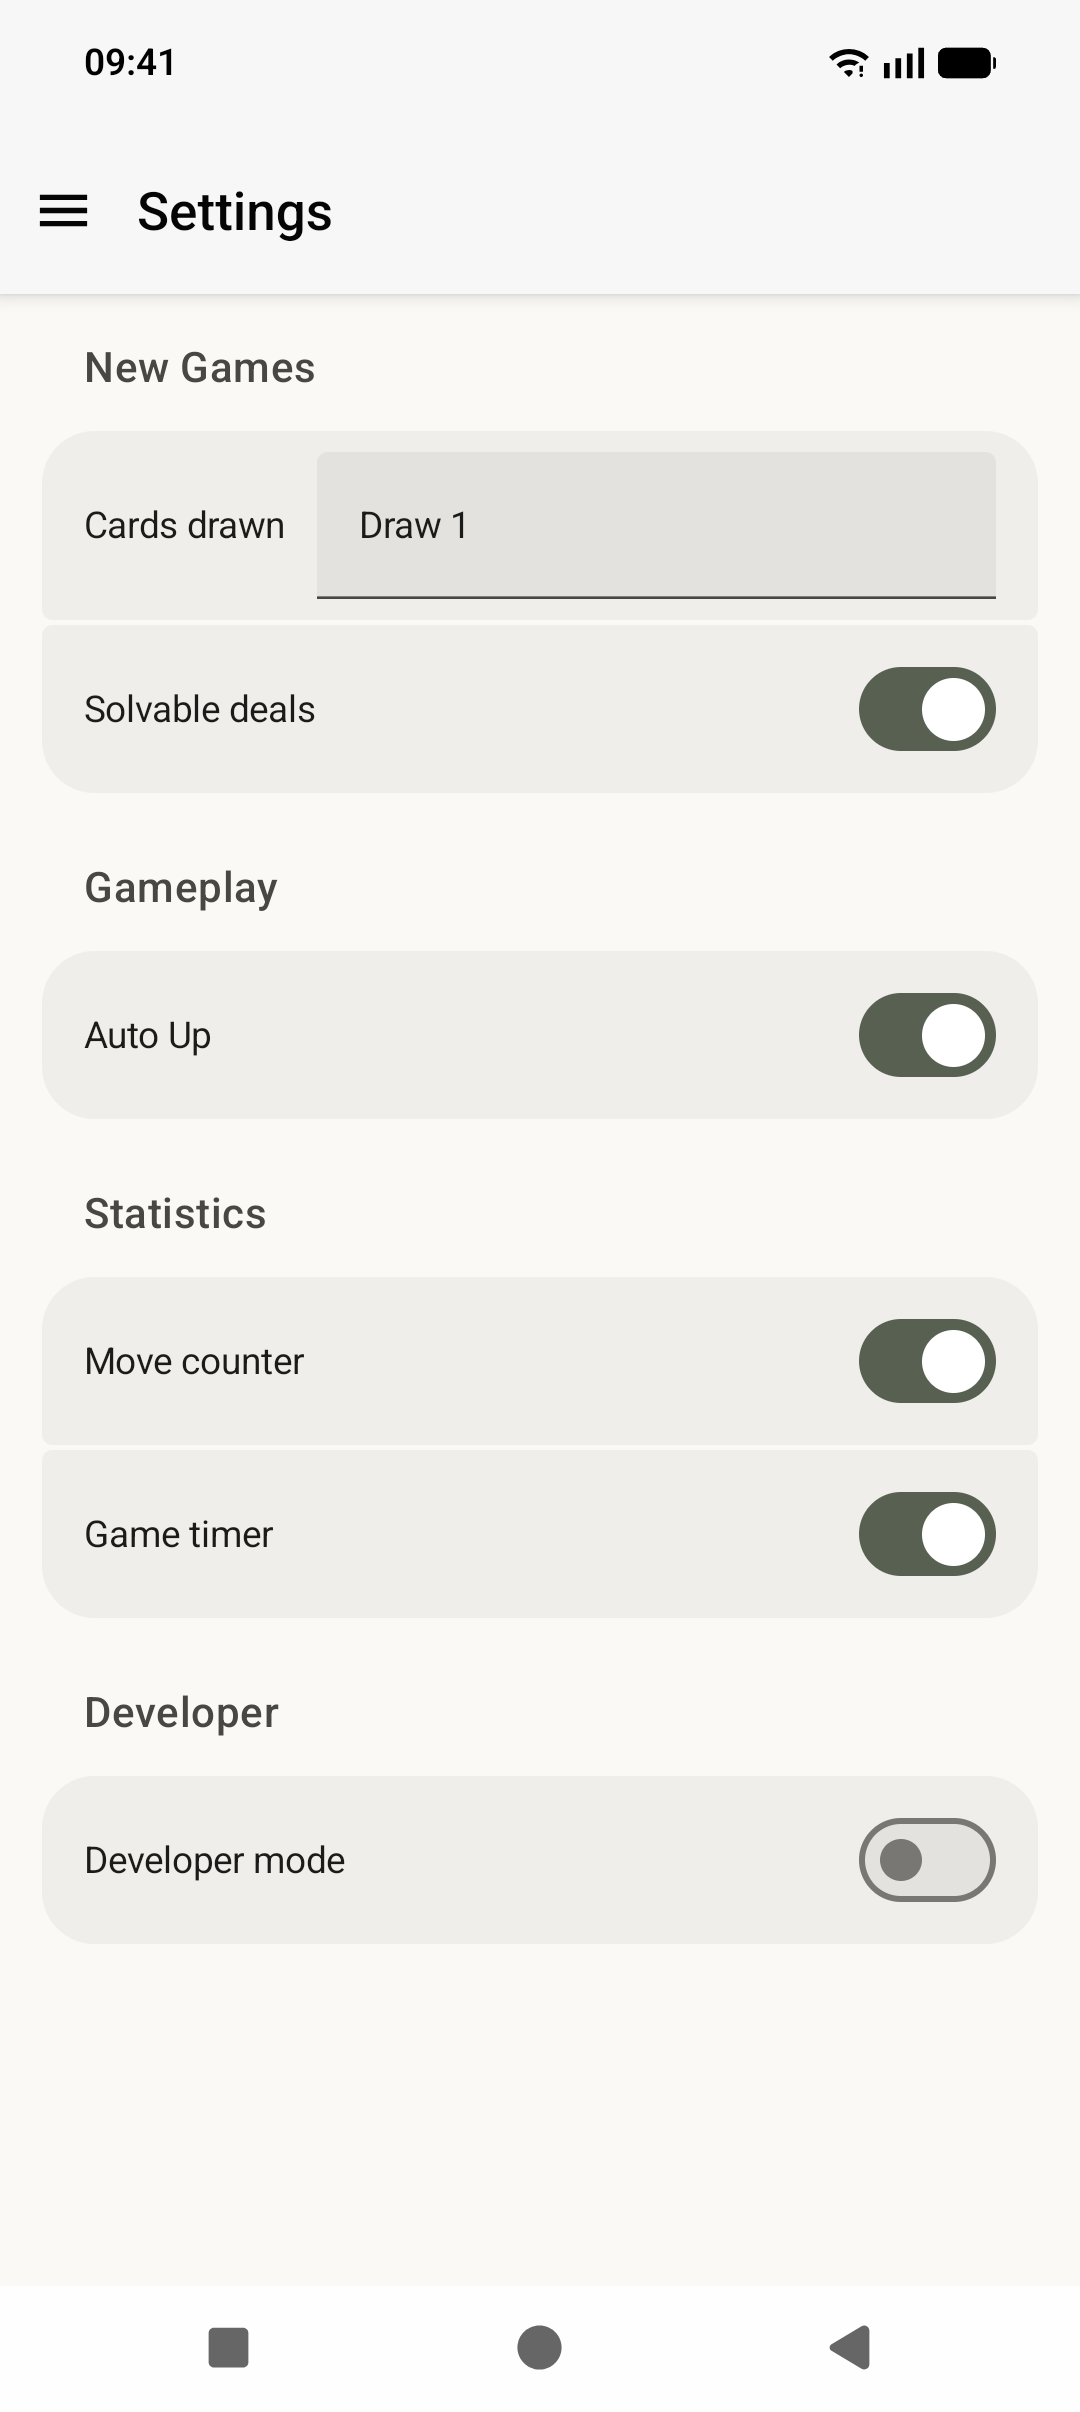 09:41
Settings
New Games
Cards drawn
Draw 1
Solvable deals
Gameplay
Auto Up
Statistics
Move counter
Game timer
Developer
Developer mode